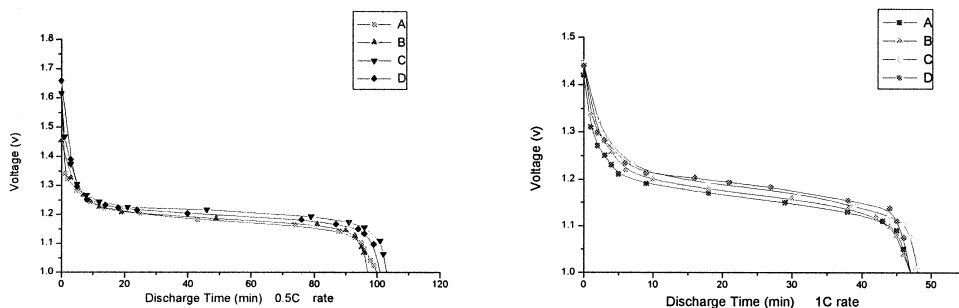 A
B
C
D
1.8
1.7
1.6
1.5
1.4
1.3
1.2
1.1
1.0
Voltage (v)
0 20 40 60 80 100 120
Discharge Time (min) 0.5C rate
A
B
C
D
1.5
1.4
1.3
1.2
1.1
1.0
Voltage (v)
0 10 20 30 40 50
Discharge Time (min) 1C rate